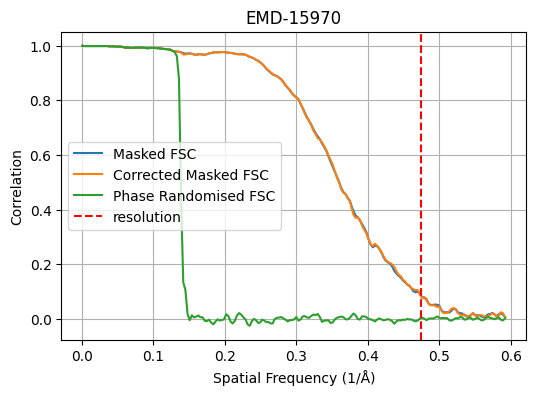 EMD-15970
1.0
0.8
0.6
0.4
0.2
0.0
Correlation
Masked FSC
Corrected Masked FSC
Phase Randomised FSC
resolution
0.0 0.1 0.2 0.3 0.4 0.5 0.6
Spatial Frequency (1/Å)